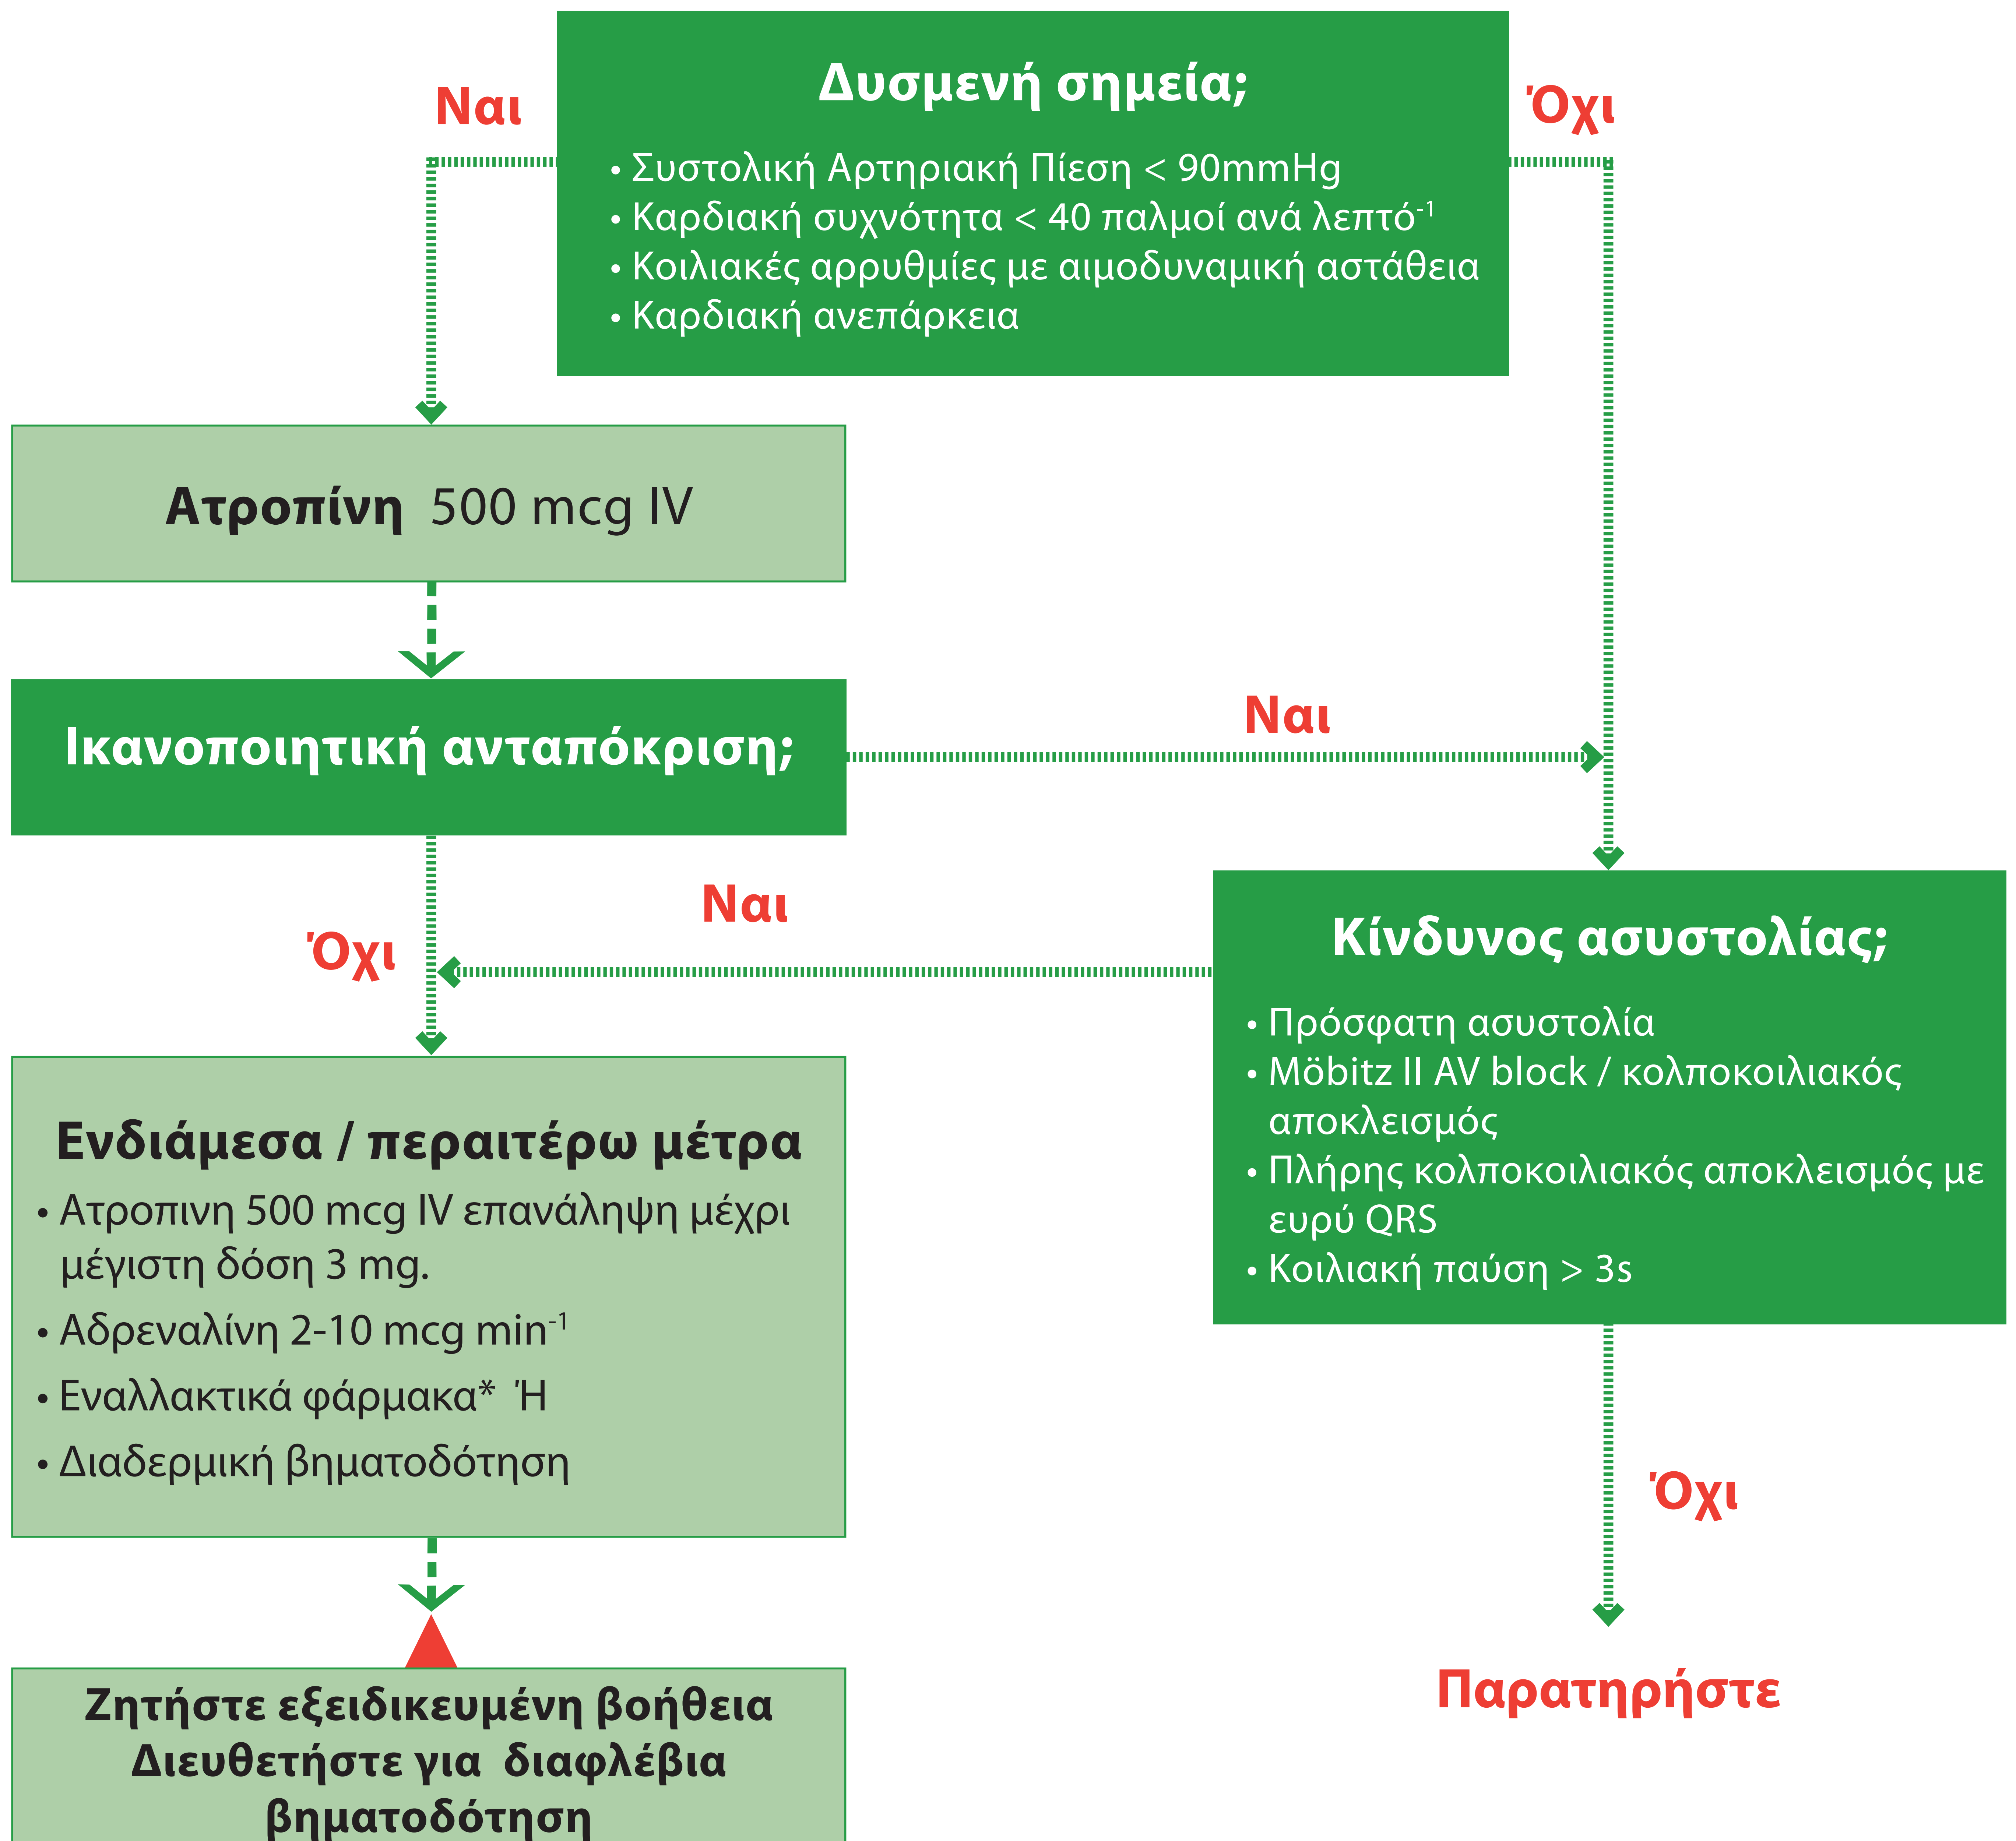 Δυσμενή σημεία;
Ναι
Όχι
• Συστολική Αρτηριακή Πίεση < 90mmHg
• Καρδιακή συχνότητα < 40 παλμοί ανά λεπτό⁻¹
• Κοιλιακές αρρυθμίες με αιμοδυναμική αστάθεια
• Καρδιακή ανεπάρκεια
Ατροπίνη 500 mcg IV
Ικανοποιητική ανταπόκριση;
Ναι
Ναι
Όχι
Κίνδυνος ασυστολίας;
• Πρόσφατη ασυστολία
• Möbitz II AV block / κολποκοιλιακός
αποκλεισμός
• Πλήρης κολποκοιλιακός αποκλεισμός με
ευρύ QRS
• Κοιλιακή παύση > 3s
Ενδιάμεσα / περαιτέρω μέτρα
• Ατροπινη 500 mcg IV επανάληψη μέχρι
μέγιστη δόση 3 mg.
• Αδρεναλίνη 2-10 mcg min⁻¹
• Εναλλακτικά φάρμακα* Ή
• Διαδερμική βηματοδότηση
Όχι
Παρατηρήστε
Ζητήστε εξειδικευμένη βοήθεια
Διευθετήστε για διαφλέβια
βηματοδότηση